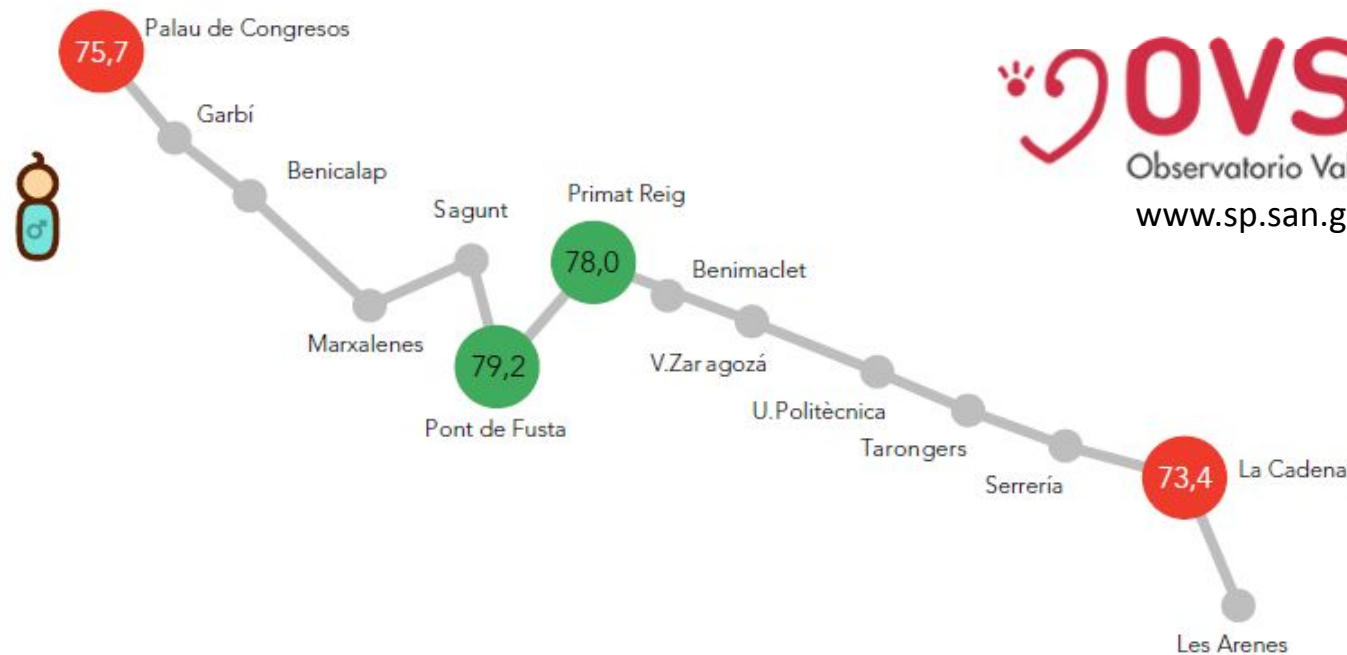 75,7
Palau de Congresos
Garbí
Benicalap
Marxalenes
Sagunt
79,2
Pont de Fusta
78,0
Primat Reig
Benimaclet
V.Zaragozá
U.Politècnica
Tarongers
Serrería
73,4
La Cadena
Les Arenes
OVS
Observatorio Va
www.sp.san.g